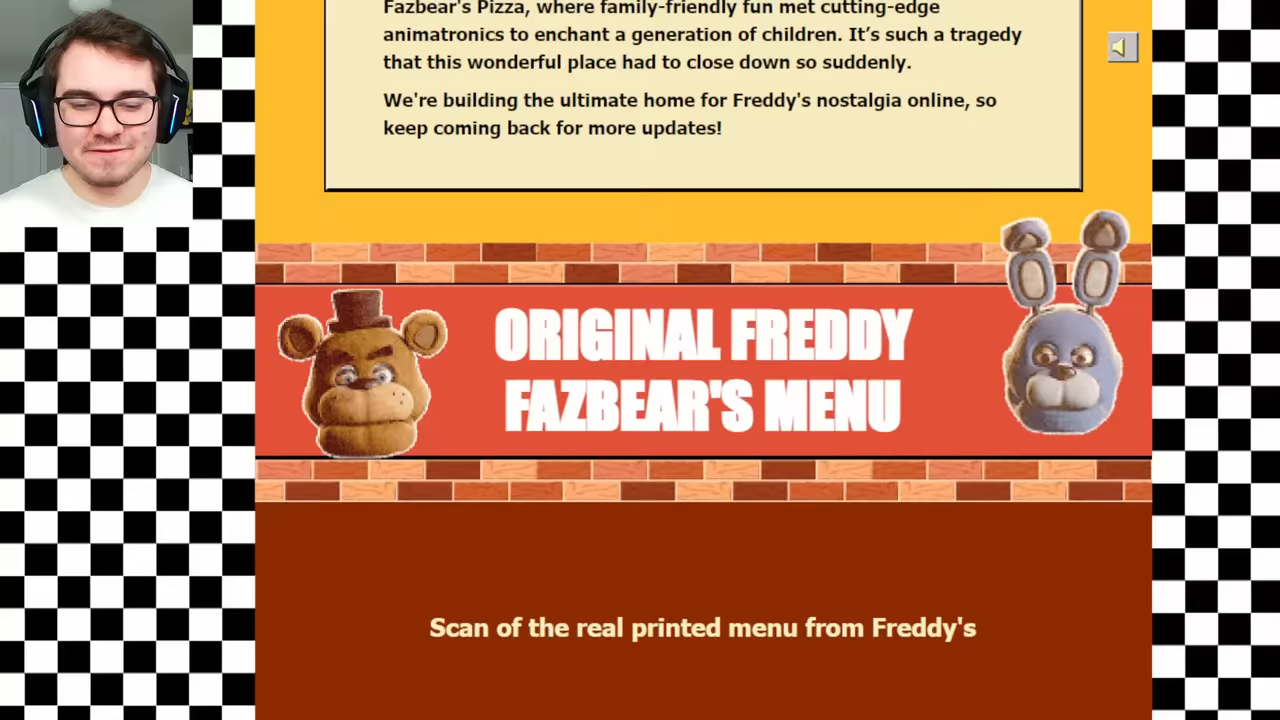 Fazbear's Pizza, where family-friendly fun met cutting-edge
animatronics to enchant a generation of children. It’s such a tragedy
that this wonderful place had to close down so suddenly.
We're building the ultimate home for Freddy's nostalgia online, so
keep coming back for more updates!
ORIGINAL FREDDY
FAZBEAR'S MENU
Scan of the real printed menu from Freddy's